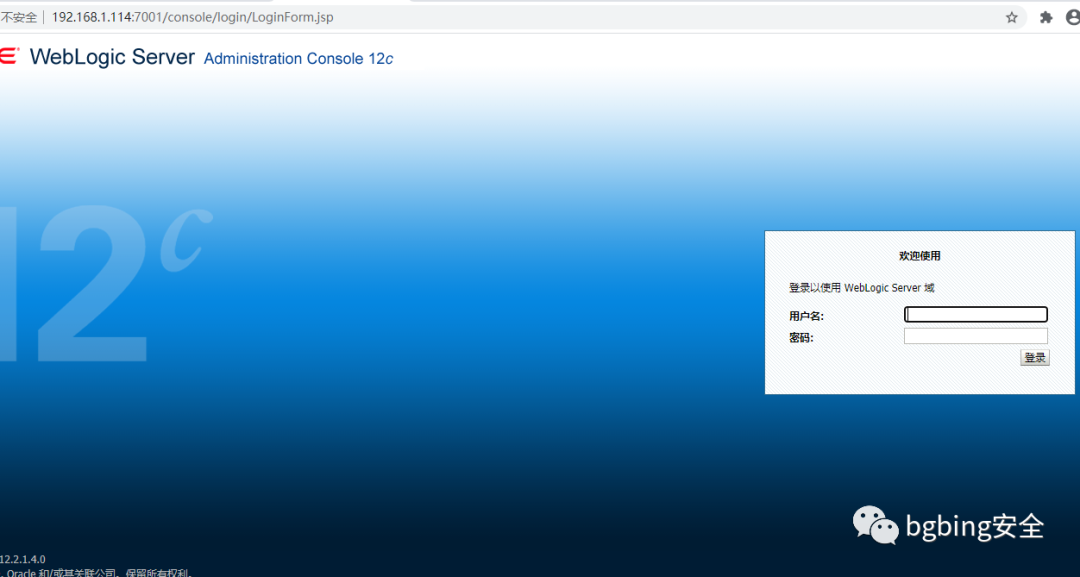 不安全 | 192.168.1.114:7001/console/login/LoginForm.jsp
WebLogic Server Administration Console 12c
12c
欢迎使用
登录以使用 WebLogic Server 域
用户名:
密码:
登录
bgbing安全
12.2.1.4.0
, Oracle 和/或其关联公司。保留所有权利。